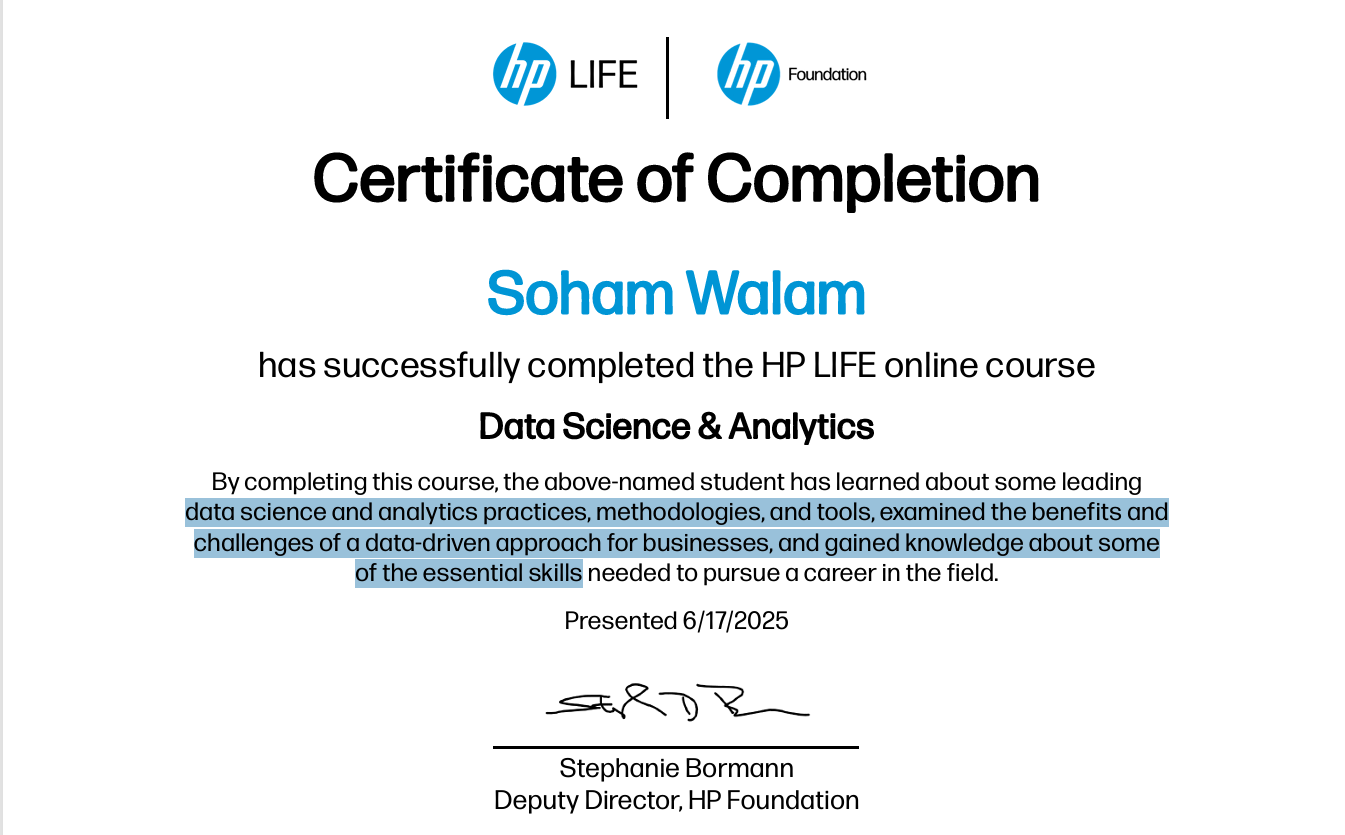 hp LIFE hp Foundation
Certificate of Completion
Soham Walam
has successfully completed the HP LIFE online course
Data Science & Analytics
By completing this course, the above-named student has learned about some leading
data science and analytics practices, methodologies, and tools, examined the benefits and
challenges of a data-driven approach for businesses, and gained knowledge about some
of the essential skills needed to pursue a career in the field.
Presented 6/17/2025
Stephanie Bormann
Deputy Director, HP Foundation